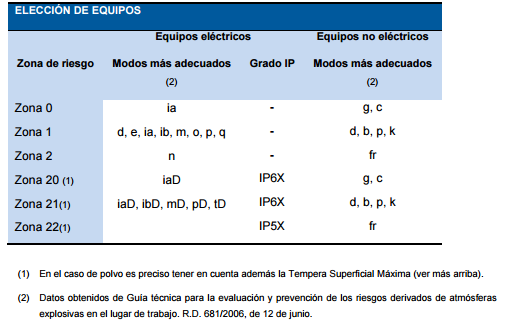 ELECCIÓN DE EQUIPOS
Equipos eléctricos Equipos no eléctricos
Zona de riesgo Modos más adecuados Grado IP Modos más adecuados
(2) (2)
Zona 0 ia - g, c
Zona 1 d, e, ia, ib, m, o, p, q - d, b, p, k
Zona 2 n - fr
Zona 20 (1) iaD IP6X g, c
Zona 21(1) iaD, ibD, mD, pD, tD IP6X d, b, p, k
Zona 22(1) IP5X fr
(1) En el caso de polvo es preciso tener en cuenta además la Tempera Superficial Máxima (ver más arriba).
(2) Datos obtenidos de Guía técnica para la evaluación y prevención de los riesgos derivados de atmósferas
explosivas en el lugar de trabajo. R.D. 681/2006, de 12 de junio.